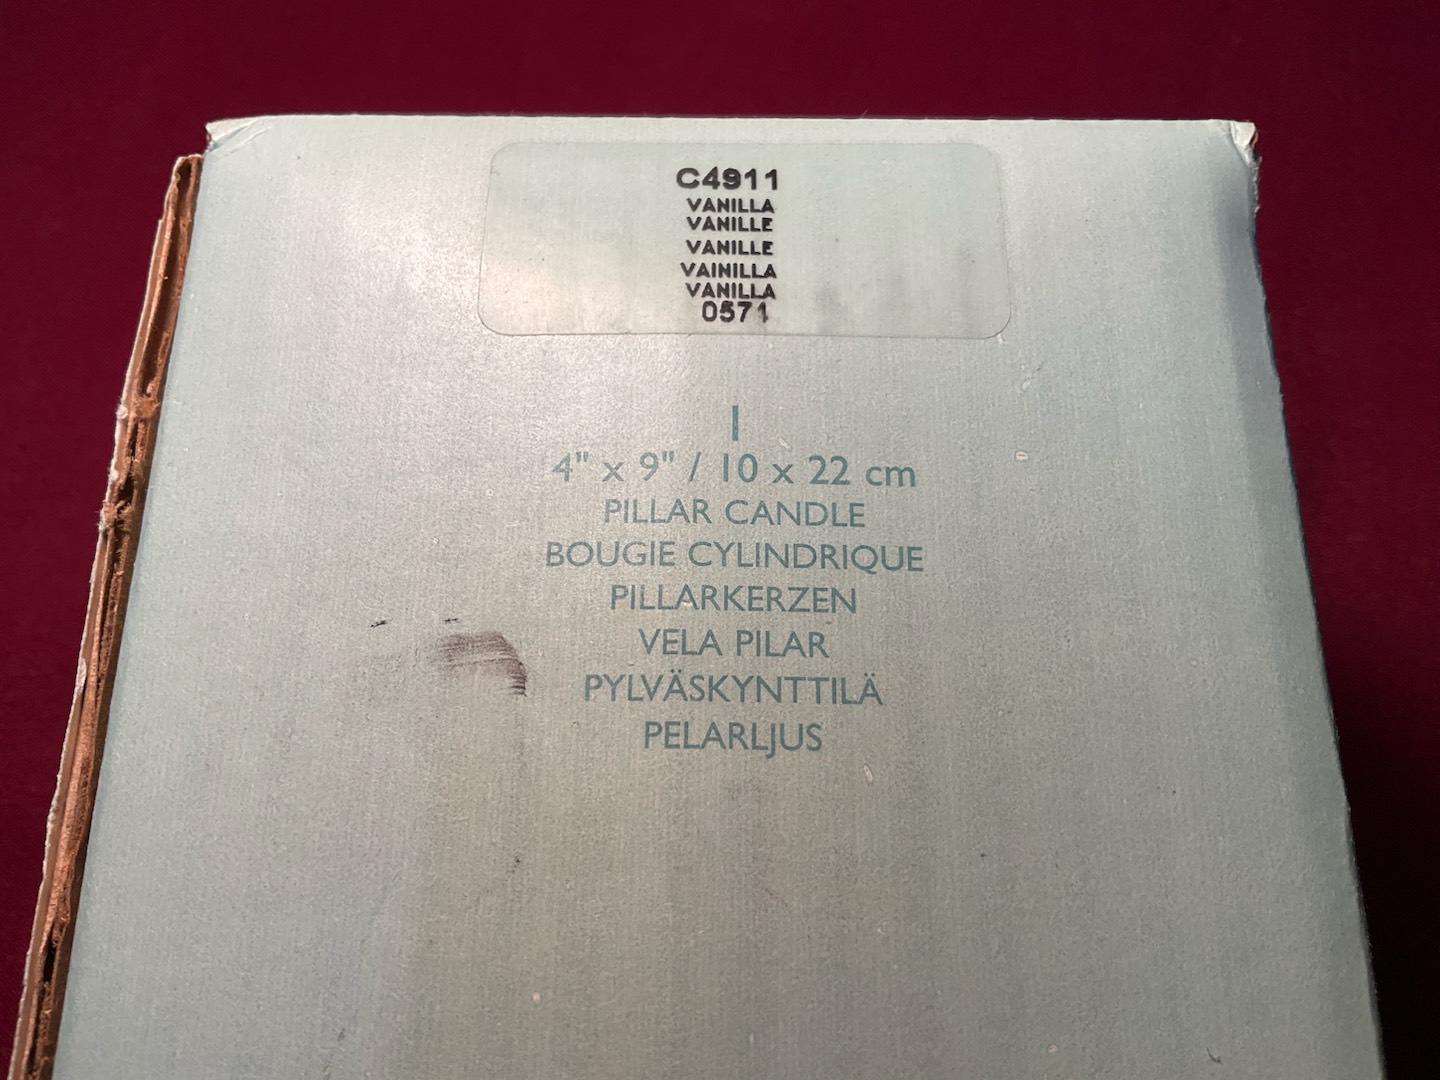 C4911
VANILLA
VANILLE
VANILLE
VAINILLA
VANILLA
0571
1
4" x 9" / 10 x 22 cm
PILLAR CANDLE
BOUGIE CYLINDRIQUE
PILLARKERZEN
VELA PILAR
PYLVÄSKYNTTILÄ
PELARLJUS